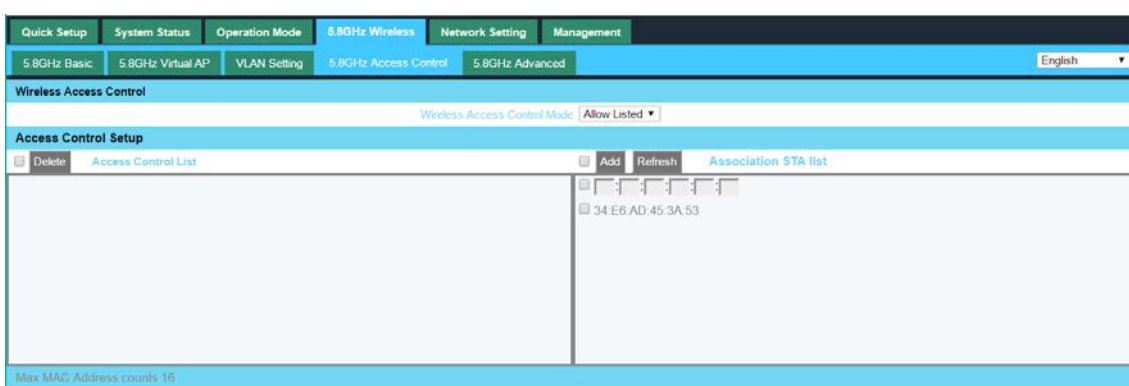 Quick Setup System Status Operation Mode 5.8GHz Wireless Network Setting Management
5.8GHz Basic 5.8GHz Virtual AP VLAN Setting 5.8GHz Access Control 5.8GHz Advanced English
Wireless Access Control
Wireless Access Control Mode Allow Listed
Access Control Setup
Delete Access Control List Add Refresh Association STA list
: : : : :
34:E6:AD:45:3A:53
Max MAC Address counts 16